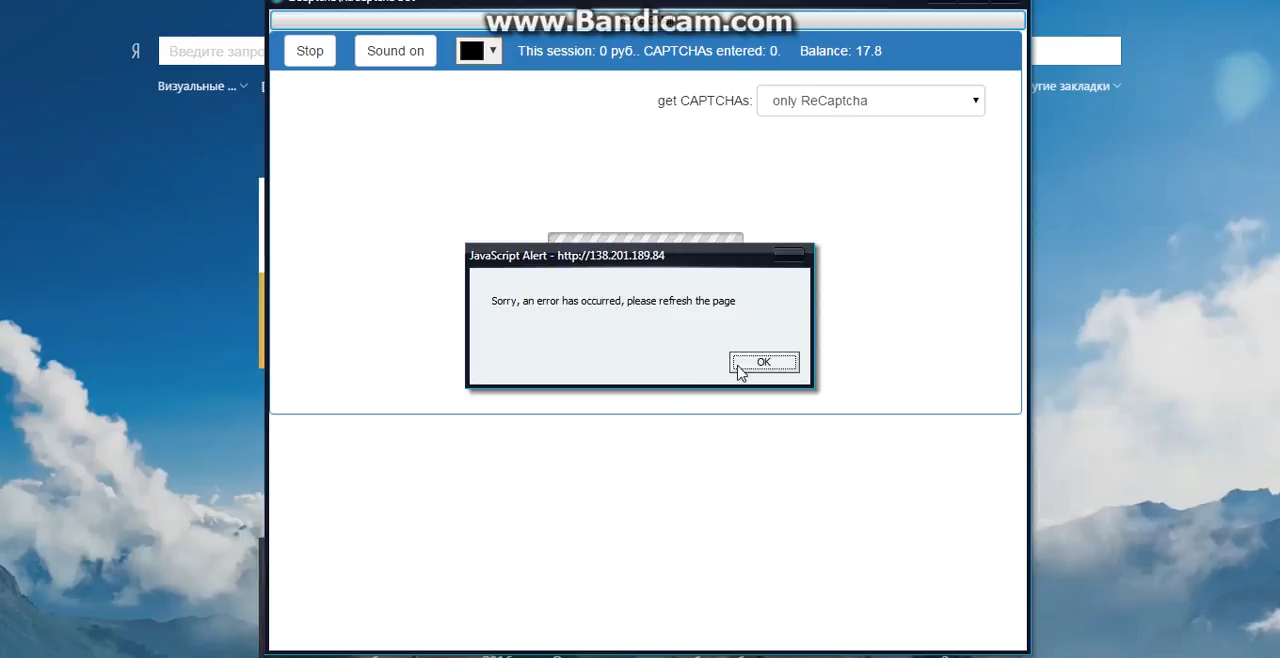 www.Bandicam.com
Я
Введите запро
Stop
Sound on
This session: 0 руб.. CAPTCHAs entered: 0.
Balance: 17.8
Визуальные ...
угие закладки
get CAPTCHAs:
only ReCaptcha
JavaScript Alert - http://138.201.189.84
Sorry, an error has occurred, please refresh the page
OK